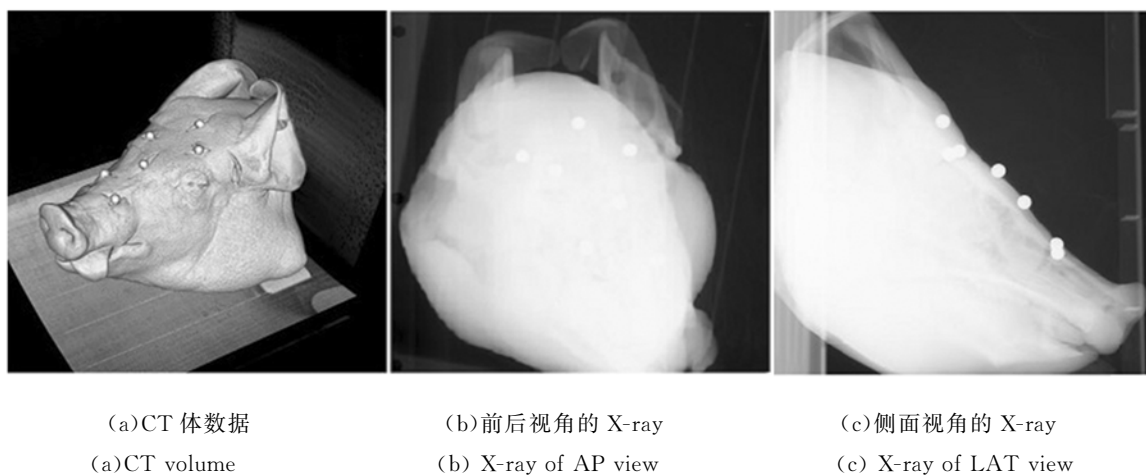 (a)CT 体数据
(b)前后视角的 X-ray
(c)侧面视角的 X-ray
(a)CT volume
(b) X-ray of AP view
(c) X-ray of LAT view